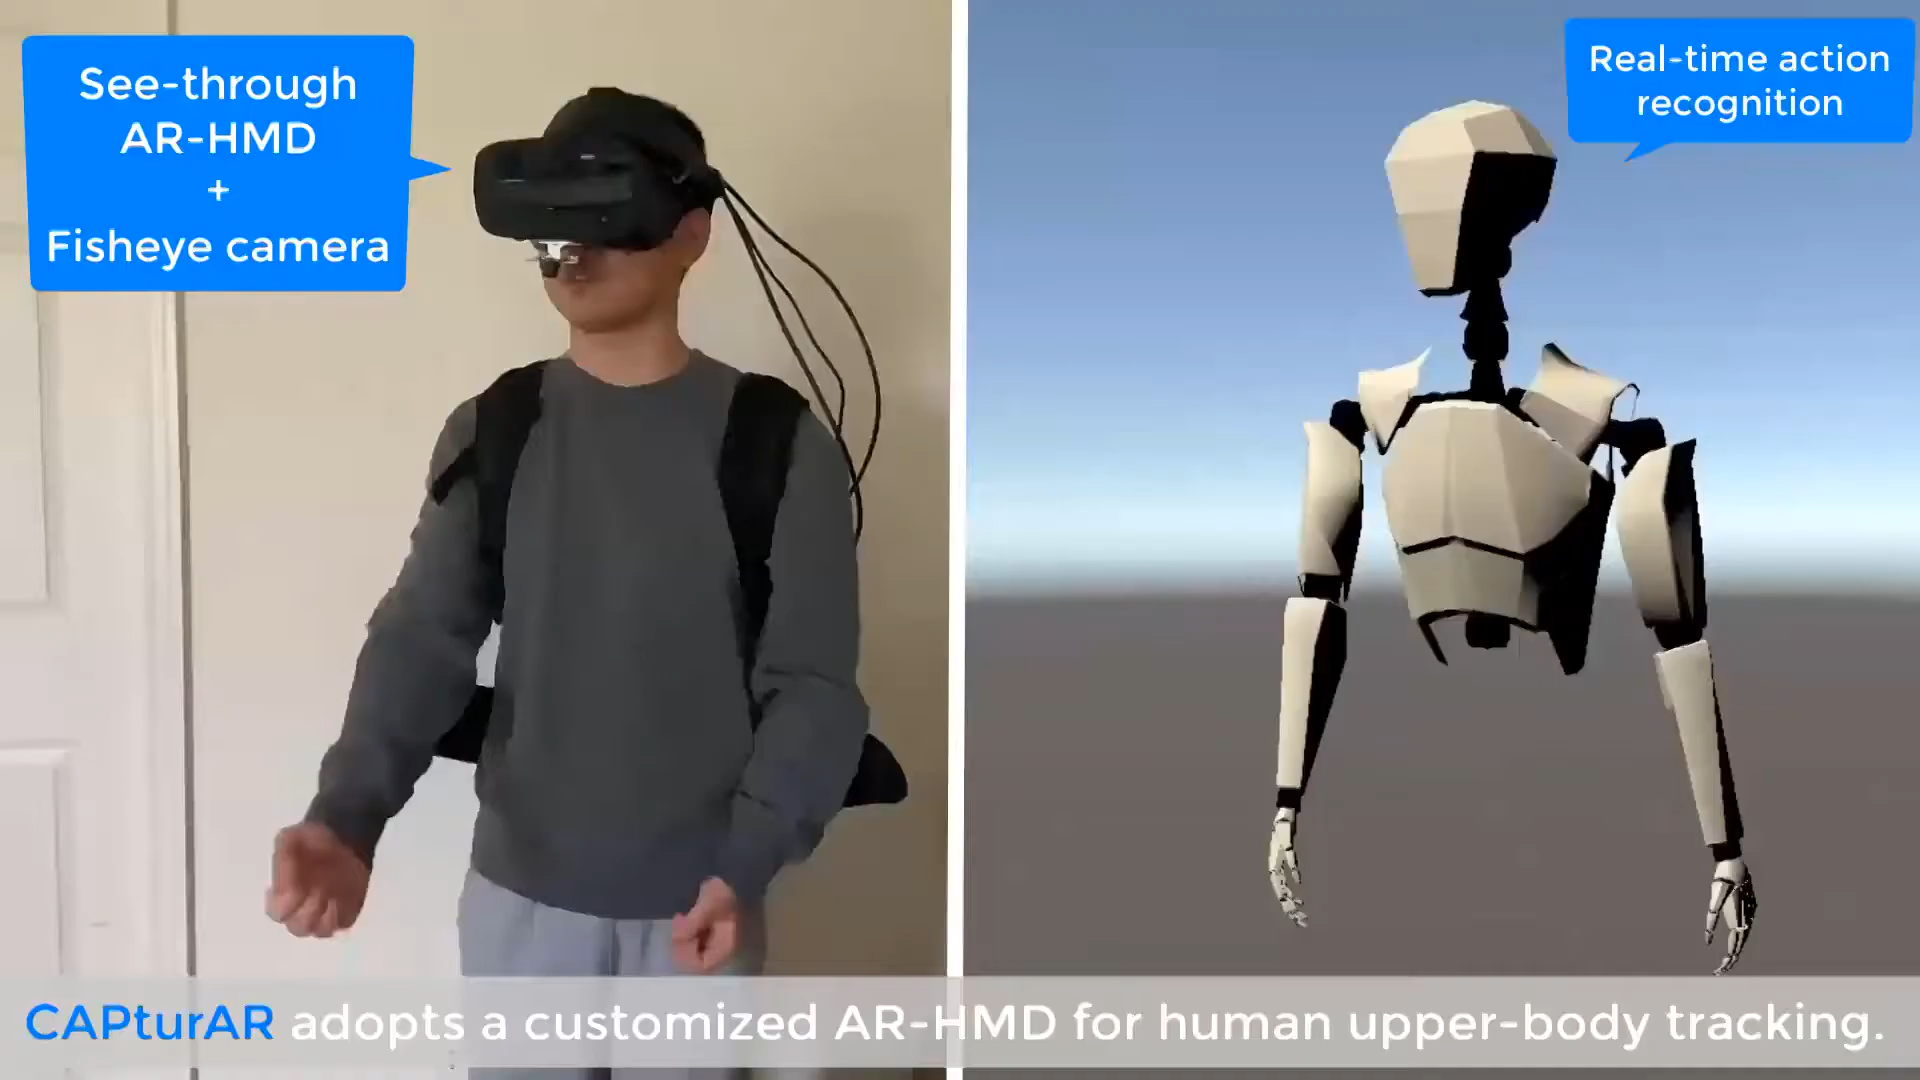 See-through
AR-HMD
+
Fisheye camera
Real-time action
recognition
CAPturAR adopts a customized AR-HMD for human upper-body tracking.